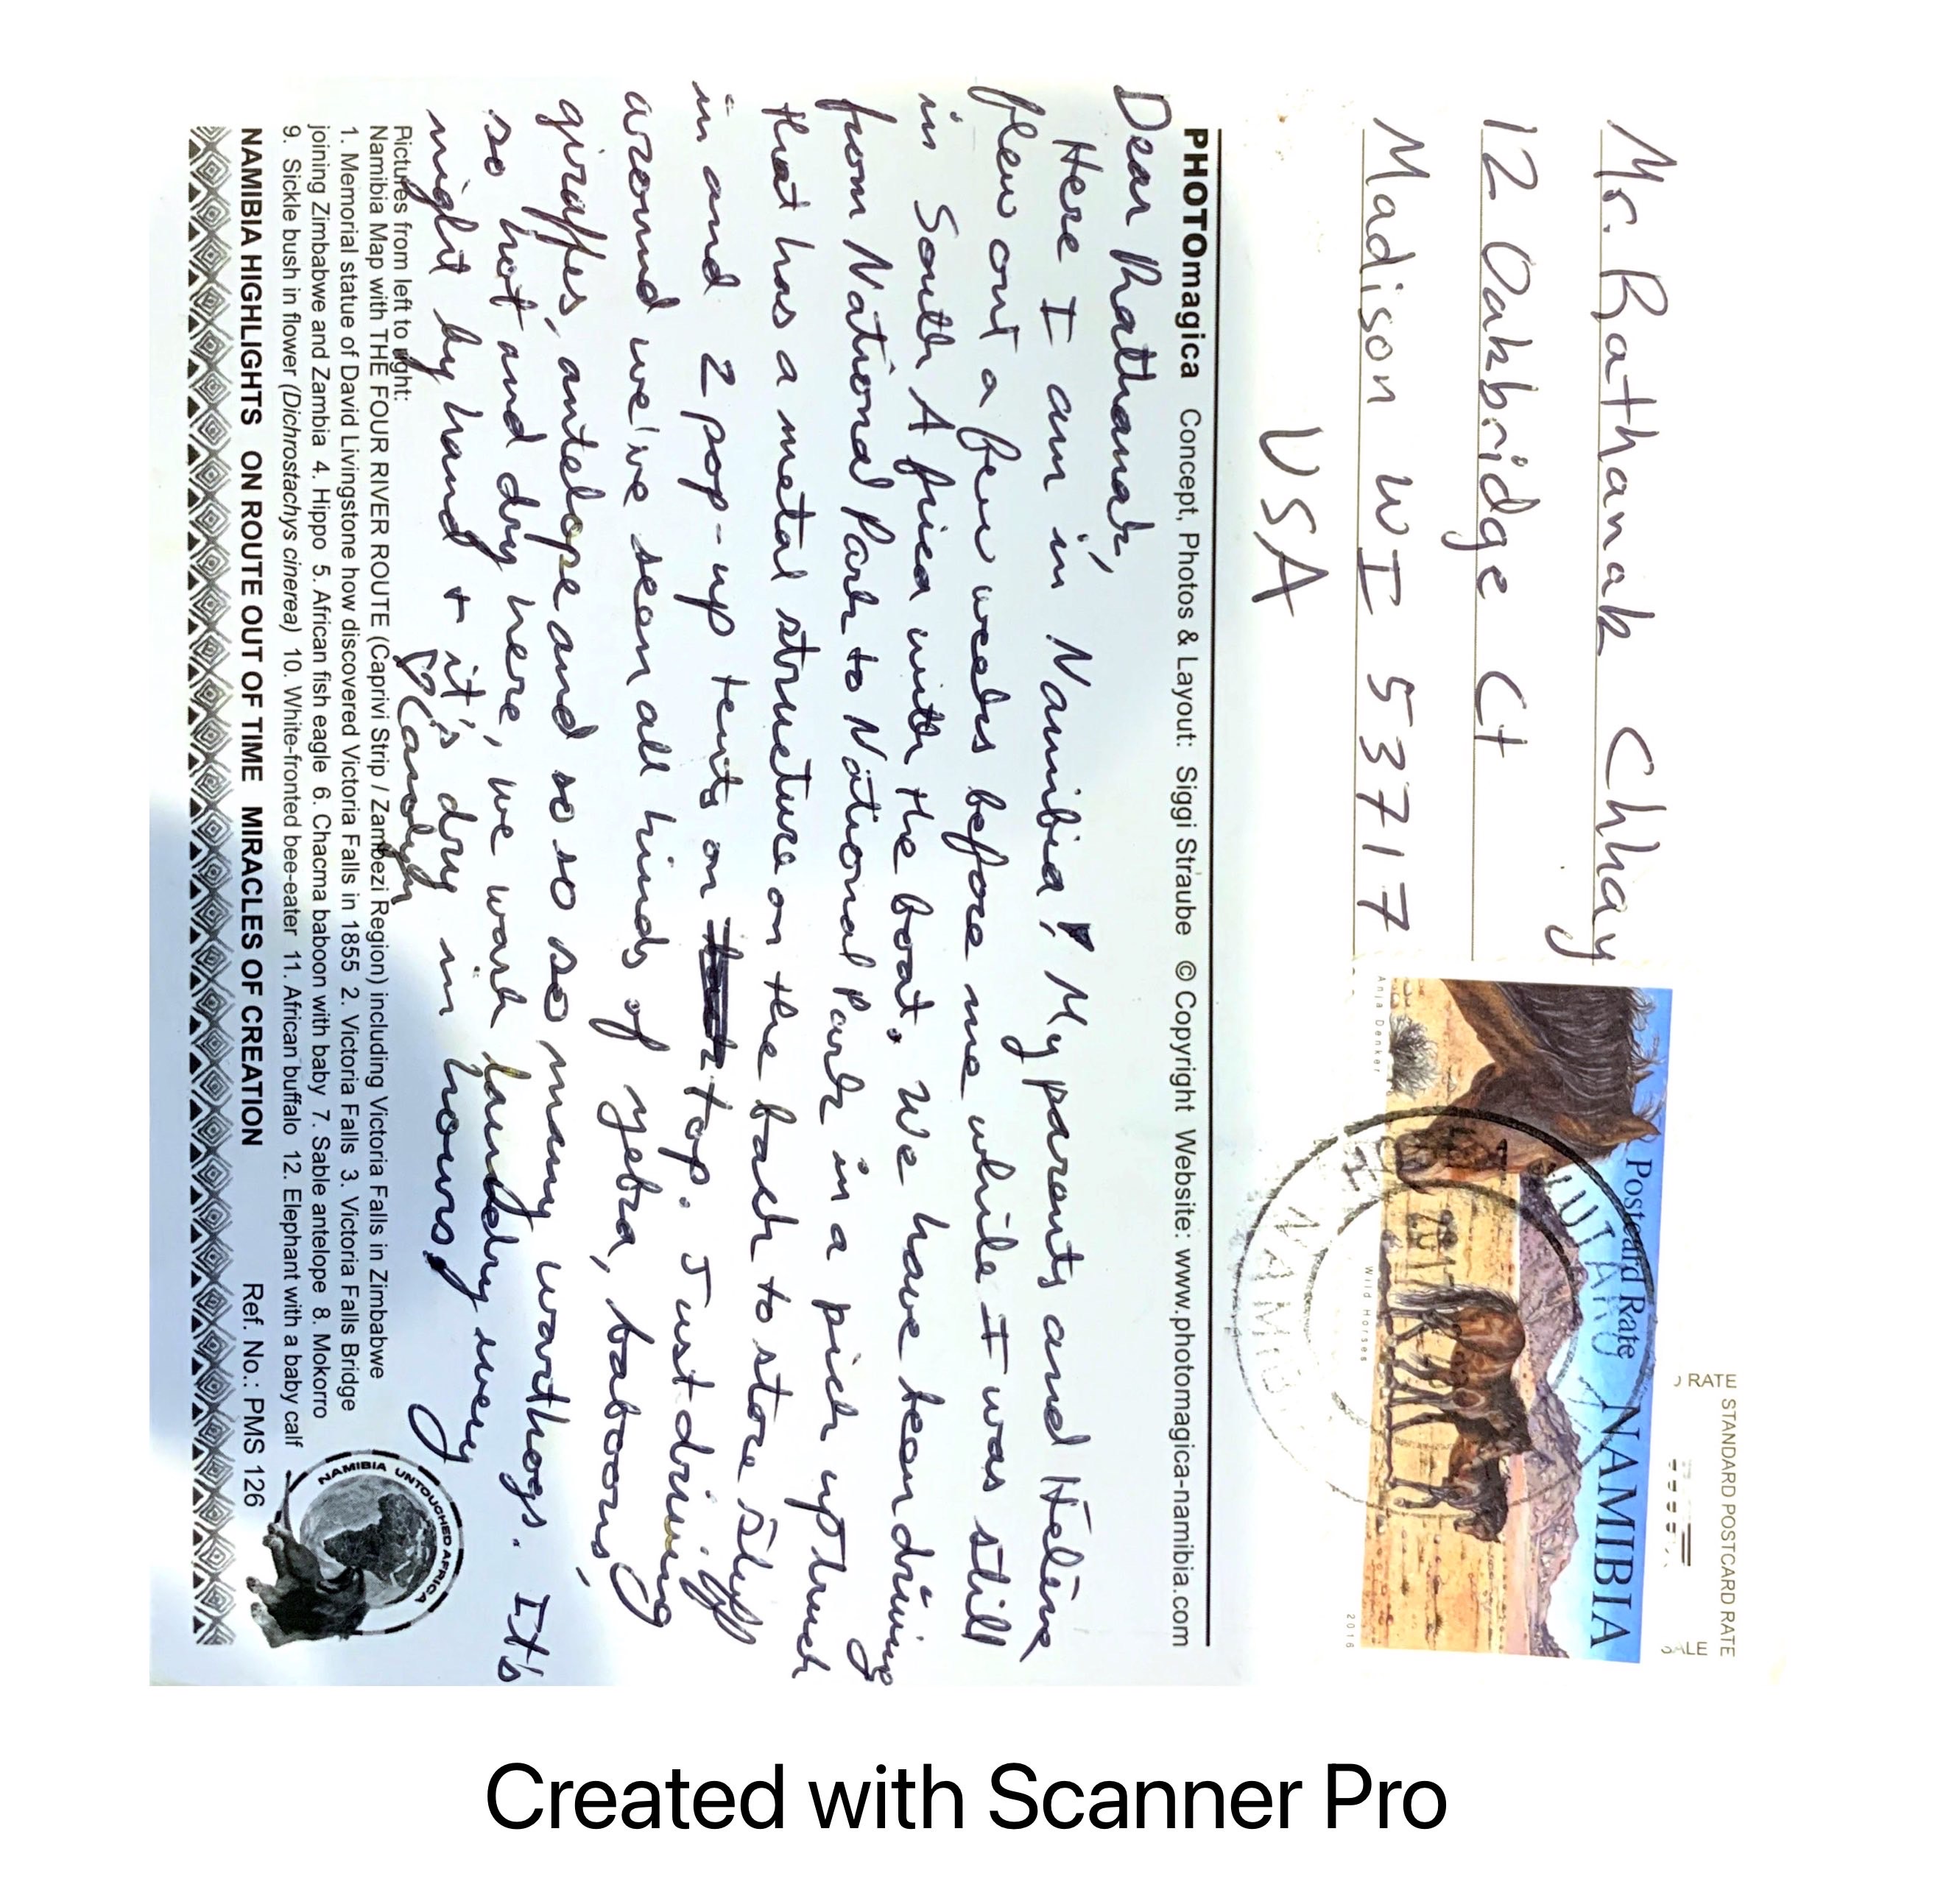 Mr. Rathanak Chhay
12 Oakbridge Ct
Madison WI 53717
USA
STANDARD POSTCARD RATE
RATE
Postcard Rate
NAMIBIA
Anja Denker
Wild Horses
2016
NAMIB
PHOTOmagica Concept, Photos & Layout: Siggi Straube © Copyright Website: www.photomagica-namibia.com
Dear Rathanak,
Here I am in Namibia! My parents and Helena
flew out a few weeks before me while I was still
in South Africa with the boat. We have been driving
from National Park to National Park in a pick up truck
that has a metal structure on the back to store stuff
in and 2 pop-up tents on top. Just driving
around we've seen all kinds of zebra, baboons,
giraffes, antelope and so so so many warthogs. It's
so hot and dry here, we wash laundry every
night by hand + it's dry in hours!
♡Candy
Pictures from left to right:
Namibia Map with THE FOUR RIVER ROUTE (Caprivi Strip / Zambezi Region) including Victoria Falls in Zimbabwe
1. Memorial statue of David Livingstone how discovered Victoria Falls in 1855 2. Victoria Falls 3. Victoria Falls Bridge
joining Zimbabwe and Zambia 4. Hippo 5. African fish eagle 6. Chacma baboon with baby 7. Sable antelope 8. Mokorro
9. Sickle bush in flower (Dichrostachys cinerea) 10. White-fronted bee-eater 11. African buffalo 12. Elephant with a baby calf
NAMIBIA HIGHLIGHTS ON ROUTE OUT OF TIME MIRACLES OF CREATION Ref. No.: PMS 126
NAMIBIA UNTOUCHED AFRICA
Created with Scanner Pro